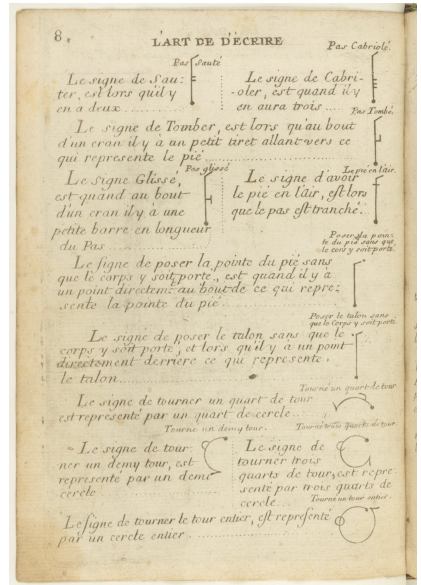 8.
L'ART DE D'ÉCRIRE
Pas Sauté
Le signe de Sau:
ter, est lors qu'il y
en a deux
Pas Cabriolé.
Le signe de Cabri-
-oler, est quand il y
en aura trois
Pas Tombé.
Le signe de Tomber, est lors qu'au bout
d'un cran il y à un petit tiret allant vers ce
qui represente le pié
Pas glissé
Le signe Glissé,
est quand au bout
d'un cran il y à une
petite barre en longueur
du Pas
Le pie en l'air.
Le signe d'avoir
le pie en l'air, est lors
que le pas est tranché.
Poser la poin-
te du pié sans que
le cors y soit porté.
Le signe de poser la pointe du pié sans
que le corps y soit porté, est quand il y à
un point directemt. au bout de ce qui repre:
sente la pointe du pié
Poser le talon sans
que le Corps y soit porté.
Le signe de poser le talon sans que le
corps y soit porté, et lors qu'il y à un point
directement derriere ce qui represente
le talon
Tourné un quart de tour
Le signe de tourner un quart de tour
est representé par un quart de cercle
Tourné un demy tour.
Le signe de tour:
ner un demy tour, est
representé par un demi
cercle
Tourné trois quarts de tour
Le signe de
tourner trois
quarts de tour, est repre:
senté par trois quarts de
cercle
Tourné un tour entier.
Le signe de tourner le tour entier, est representé
par un cercle entier